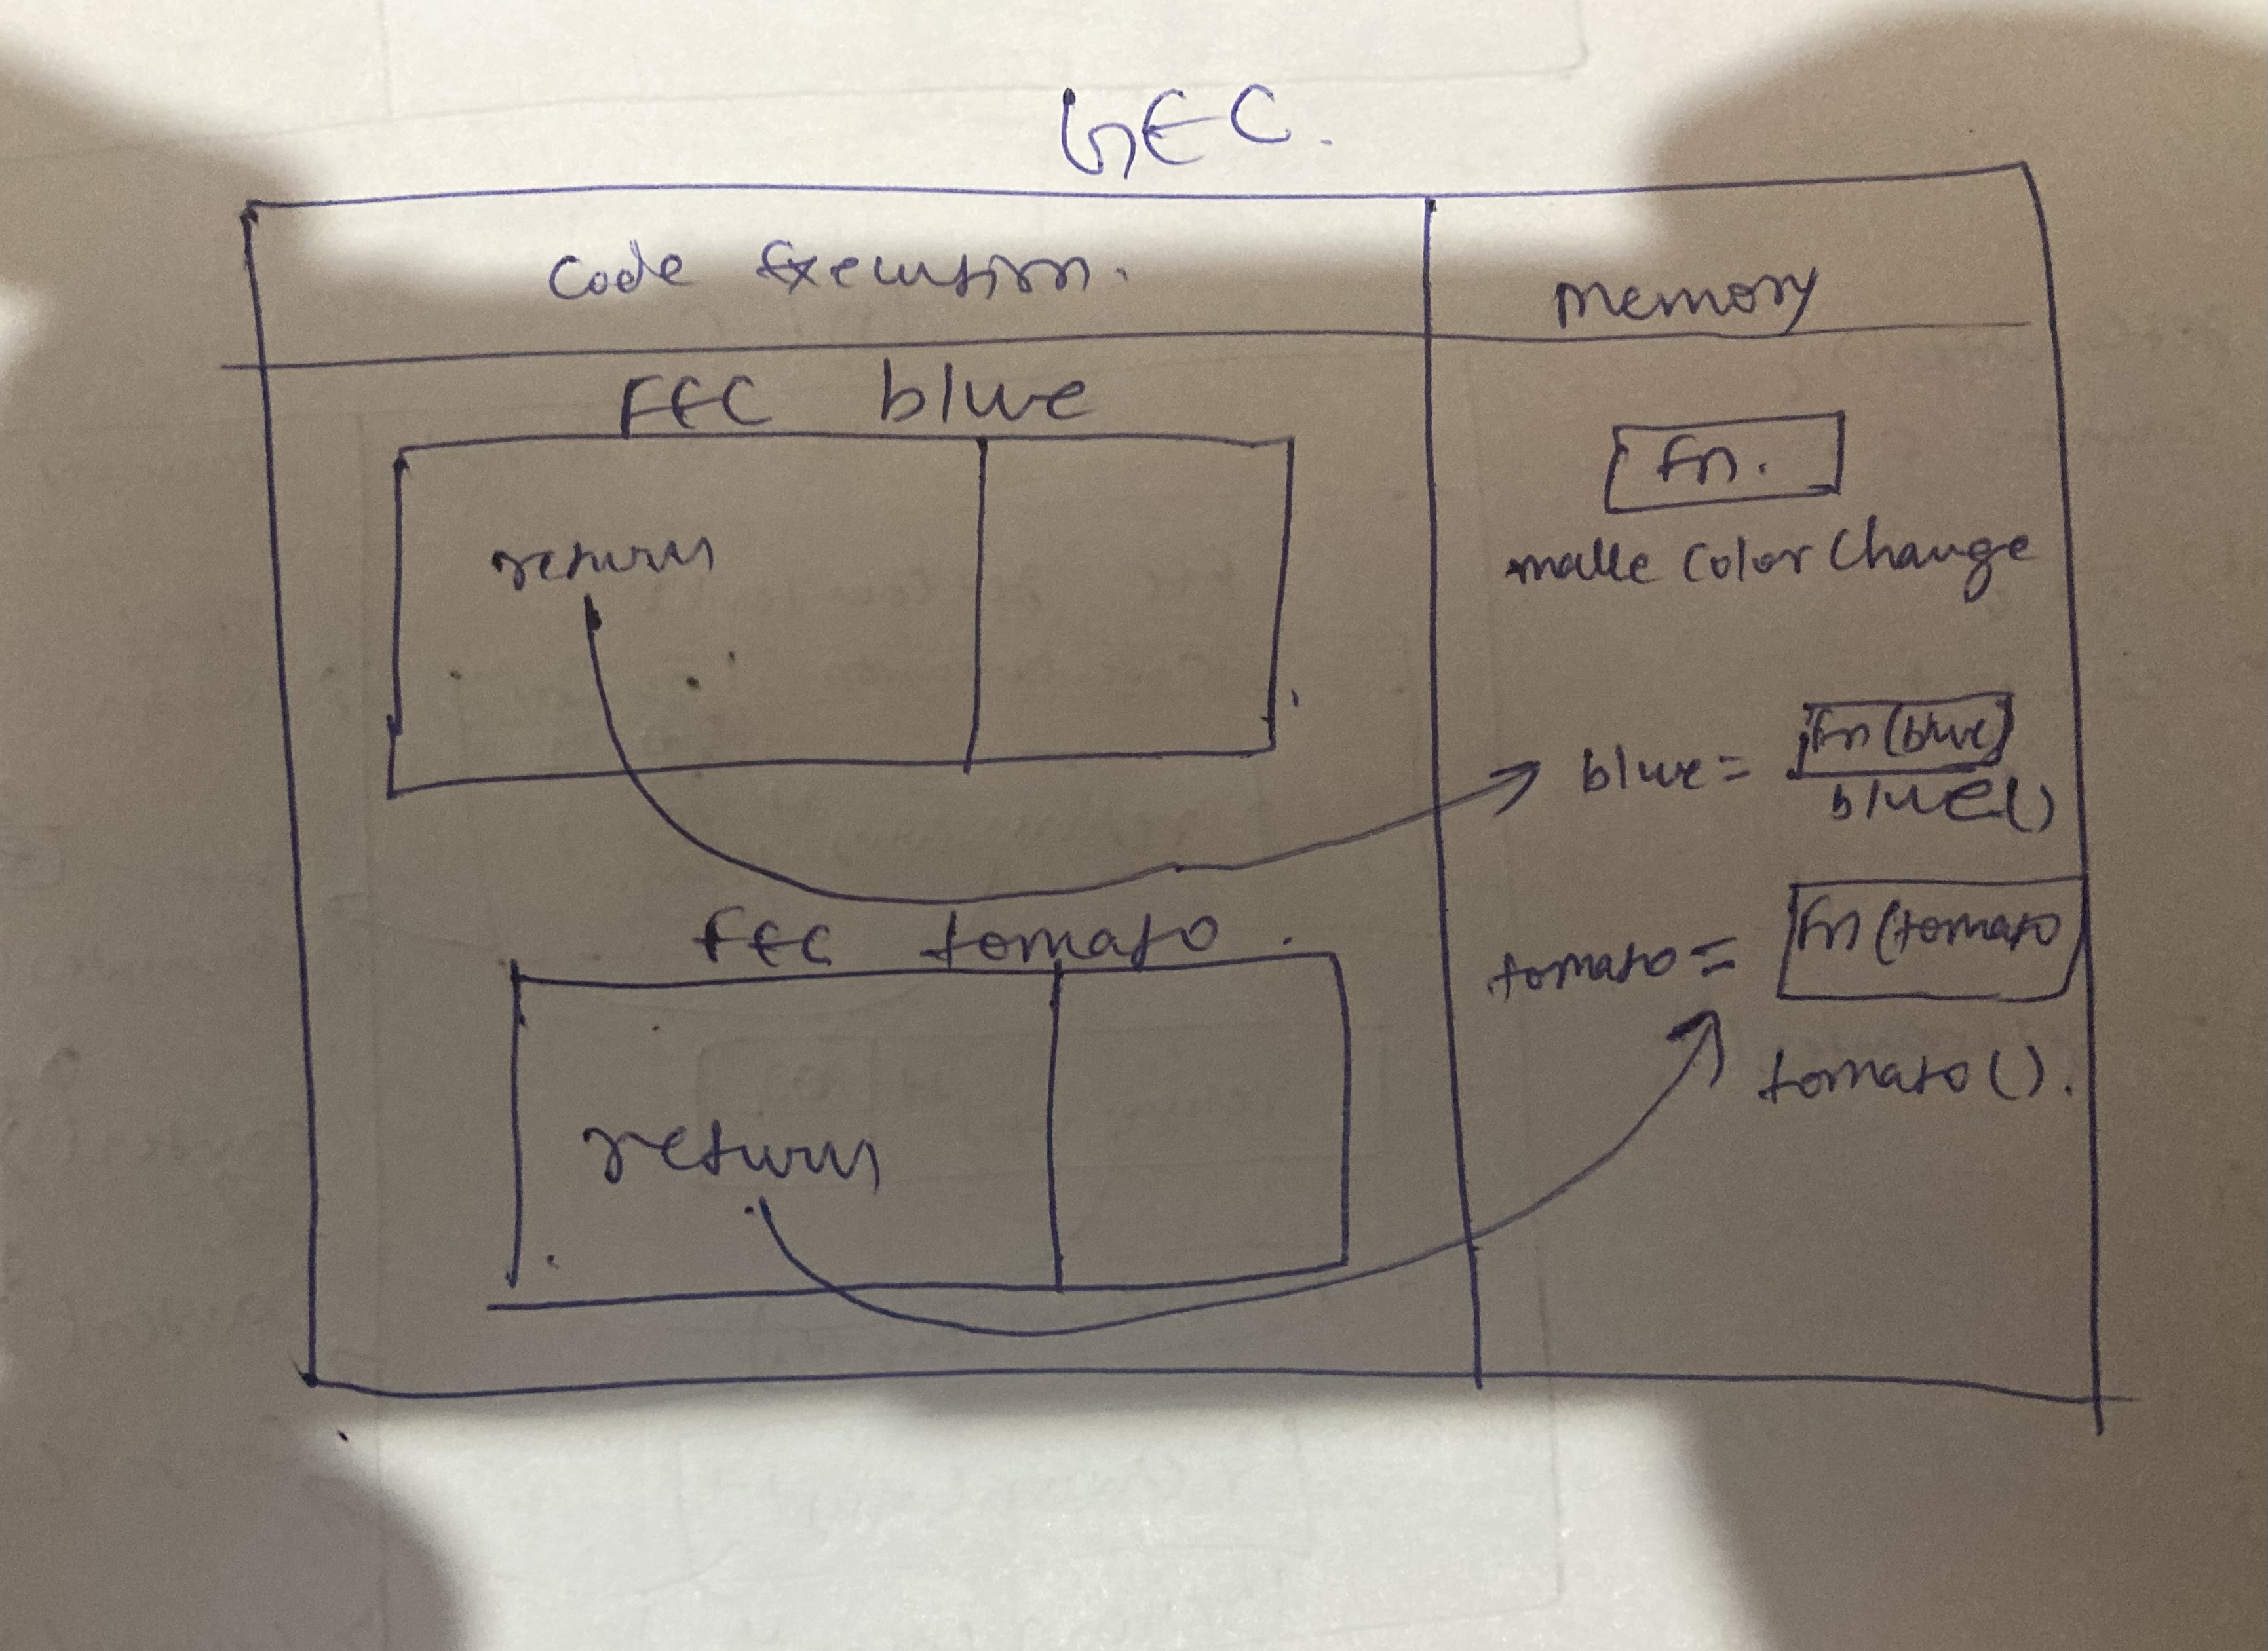 GEC.
Code Execution.
Memory
FEC blue
return
Fn.
make Color Change
blue = Fn (blue)
blue()
FEC tomato.
return
tomato = Fn (tomato
tomato().